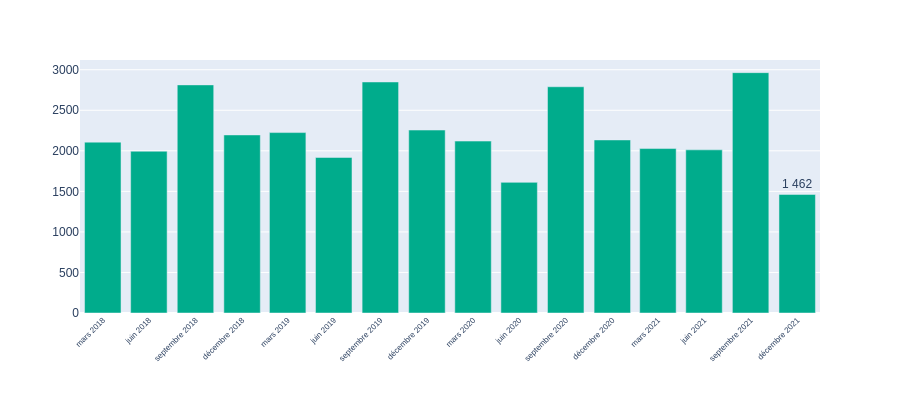 3000
2500
2000
1500
1000
500
0
1 462
mars 2018
juin 2018
septembre 2018
décembre 2018
mars 2019
juin 2019
septembre 2019
décembre 2019
mars 2020
juin 2020
septembre 2020
décembre 2020
mars 2021
juin 2021
septembre 2021
décembre 2021